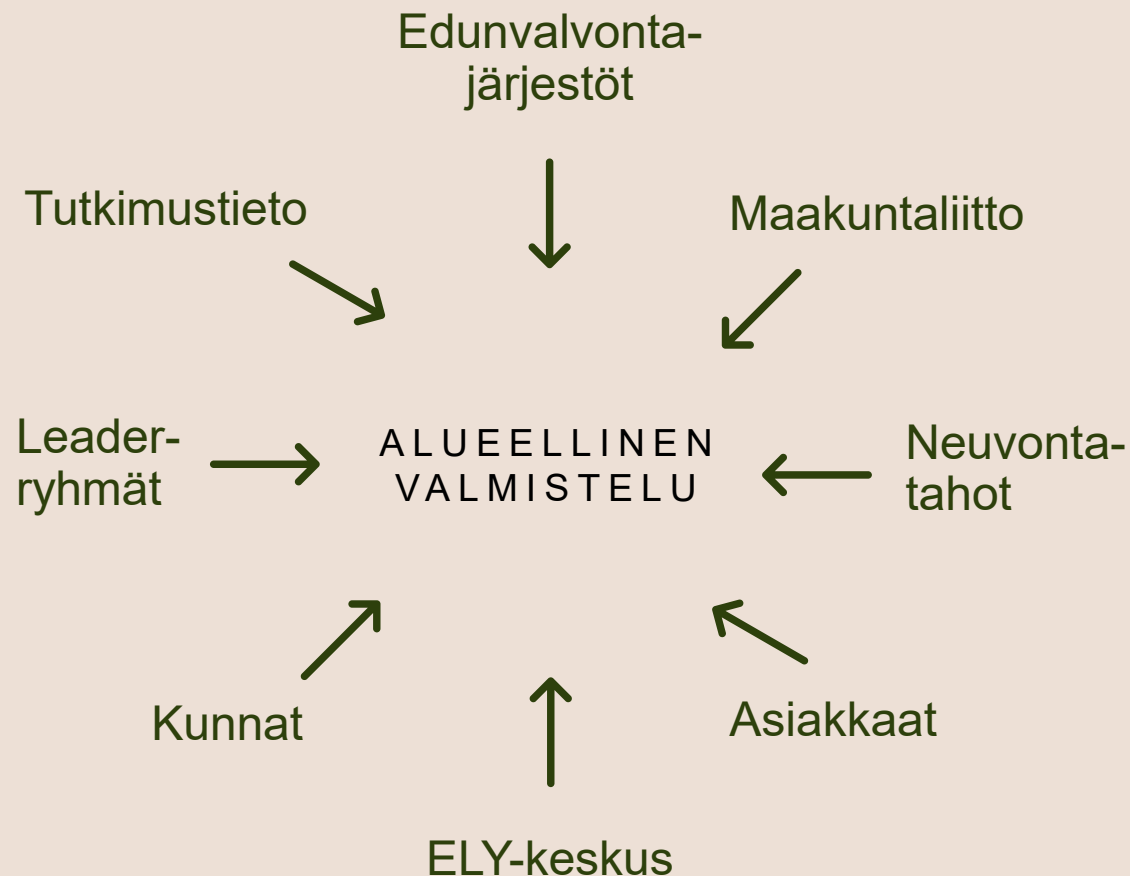 Edunvalvonta-
järjestöt
Tutkimustieto
Maakuntaliitto
Leader-
ryhmät
ALUEELLINEN
VALMISTELU
Neuvonta-
tahot
Kunnat
Asiakkaat
ELY-keskus